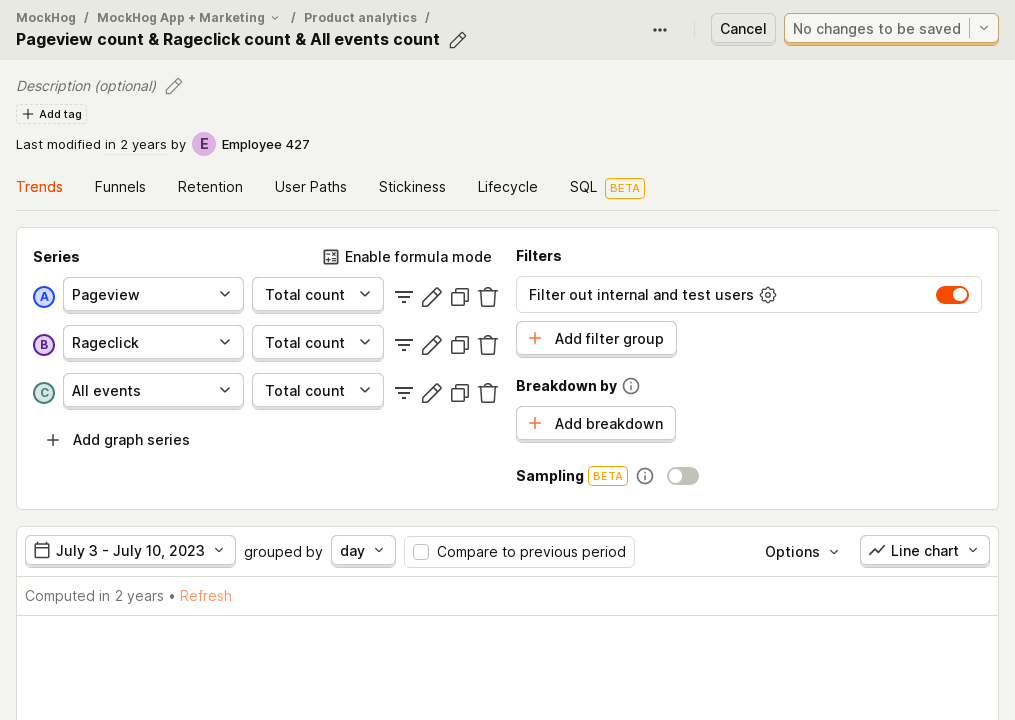 MockHog / MockHog App + Marketing / Product analytics /
Pageview count & Rageclick count & All events count
Cancel
No changes to be saved
Description (optional)
Add tag
Last modified in 2 years by E Employee 427
Trends Funnels Retention User Paths Stickiness Lifecycle SQL BETA
Series
Enable formula mode
A Pageview Total count
B Rageclick Total count
C All events Total count
Add graph series
Filters
Filter out internal and test users
Add filter group
Breakdown by
Add breakdown
Sampling BETA
July 3 - July 10, 2023 grouped by day Compare to previous period Options Line chart
Computed in 2 years • Refresh